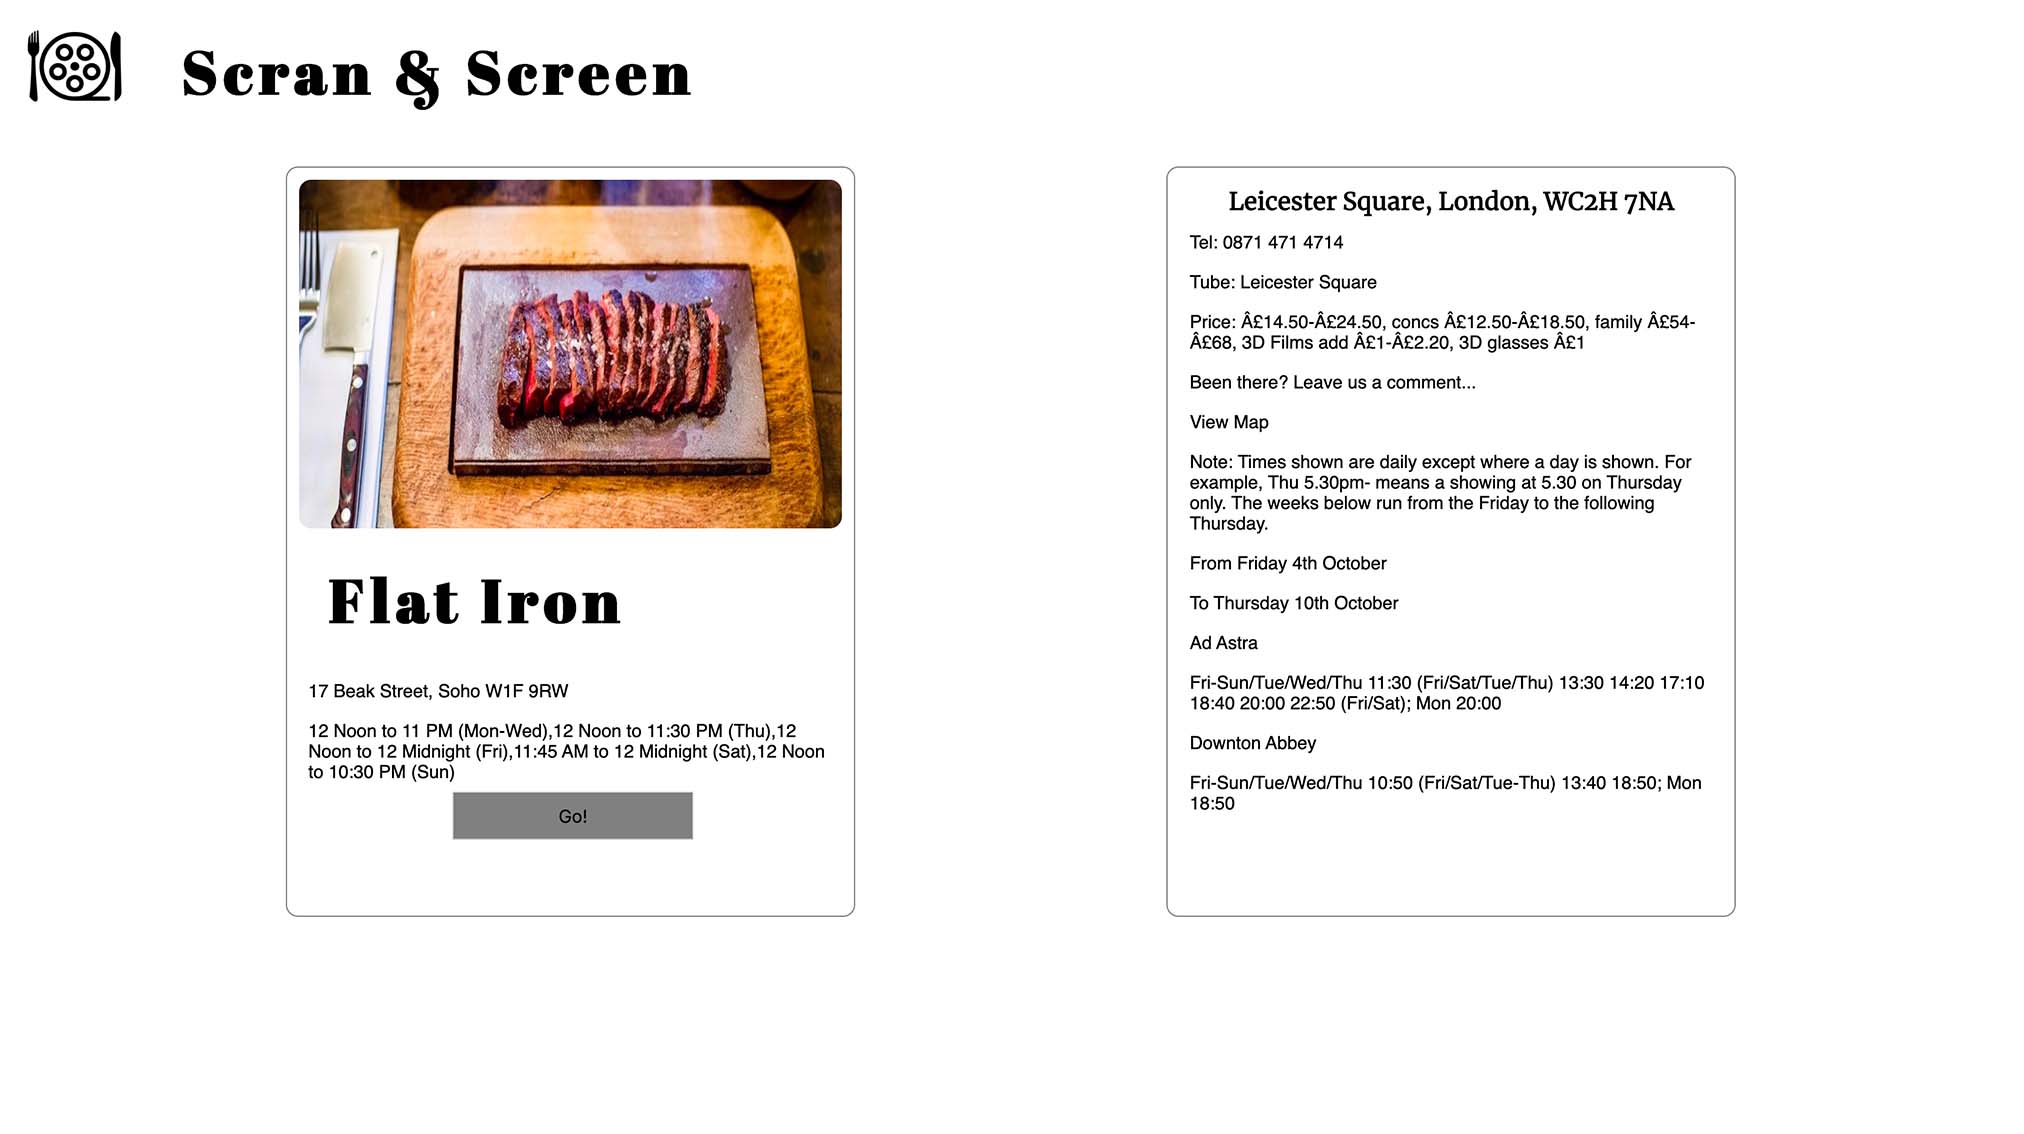 Scran & Screen
Flat Iron
17 Beak Street, Soho W1F 9RW
12 Noon to 11 PM (Mon-Wed),12 Noon to 11:30 PM (Thu),12
Noon to 12 Midnight (Fri),11:45 AM to 12 Midnight (Sat),12 Noon
to 10:30 PM (Sun)
Go!
Leicester Square, London, WC2H 7NA
Tel: 0871 471 4714
Tube: Leicester Square
Price: Â£14.50-Â£24.50, concs Â£12.50-Â£18.50, family Â£54-
Â£68, 3D Films add Â£1-Â£2.20, 3D glasses Â£1
Been there? Leave us a comment...
View Map
Note: Times shown are daily except where a day is shown. For
example, Thu 5.30pm- means a showing at 5.30 on Thursday
only. The weeks below run from the Friday to the following
Thursday.
From Friday 4th October
To Thursday 10th October
Ad Astra
Fri-Sun/Tue/Wed/Thu 11:30 (Fri/Sat/Tue/Thu) 13:30 14:20 17:10
18:40 20:00 22:50 (Fri/Sat); Mon 20:00
Downton Abbey
Fri-Sun/Tue/Wed/Thu 10:50 (Fri/Sat/Tue-Thu) 13:40 18:50; Mon
18:50